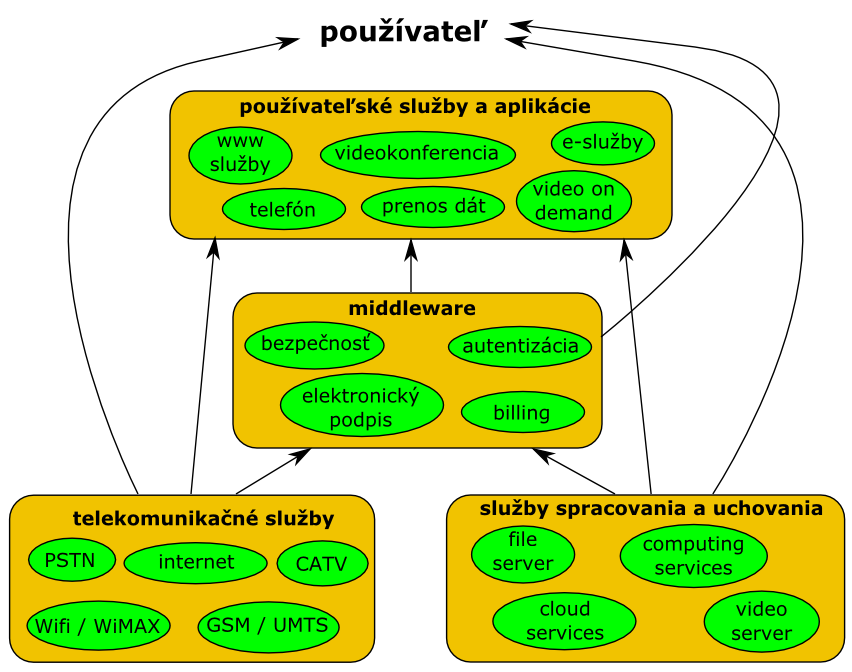 používateľ
používateľské služby a aplikácie
www
služby
videokonferencia
e-služby
telefón
prenos dát
video on
demand
middleware
bezpečnosť
autentizácia
elektronický
podpis
billing
telekomunikačné služby
PSTN
internet
CATV
Wifi / WiMAX
GSM / UMTS
služby spracovania a uchovania
file
server
computing
services
cloud
services
video
server